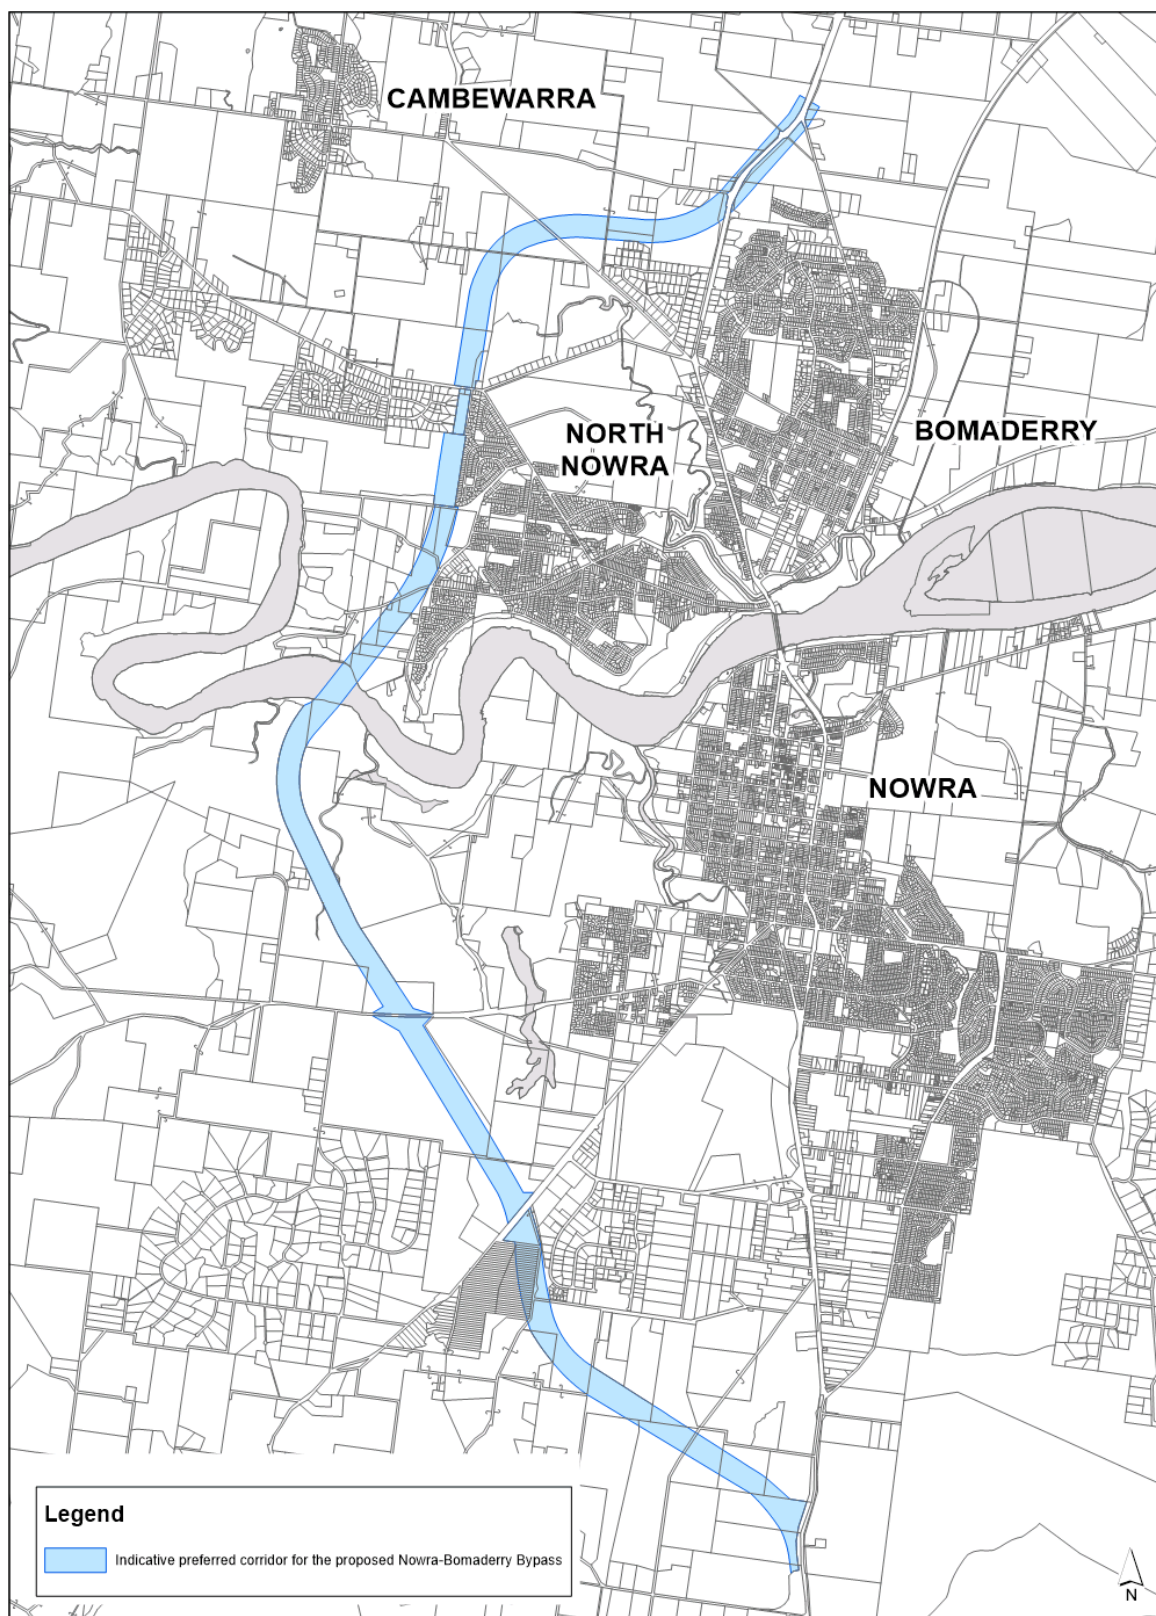 CAMBEWARRA
NORTH
NOWRA
BOMADERRY
NOWRA
Legend
Indicative preferred corridor for the proposed Nowra-Bomaderry Bypass
N